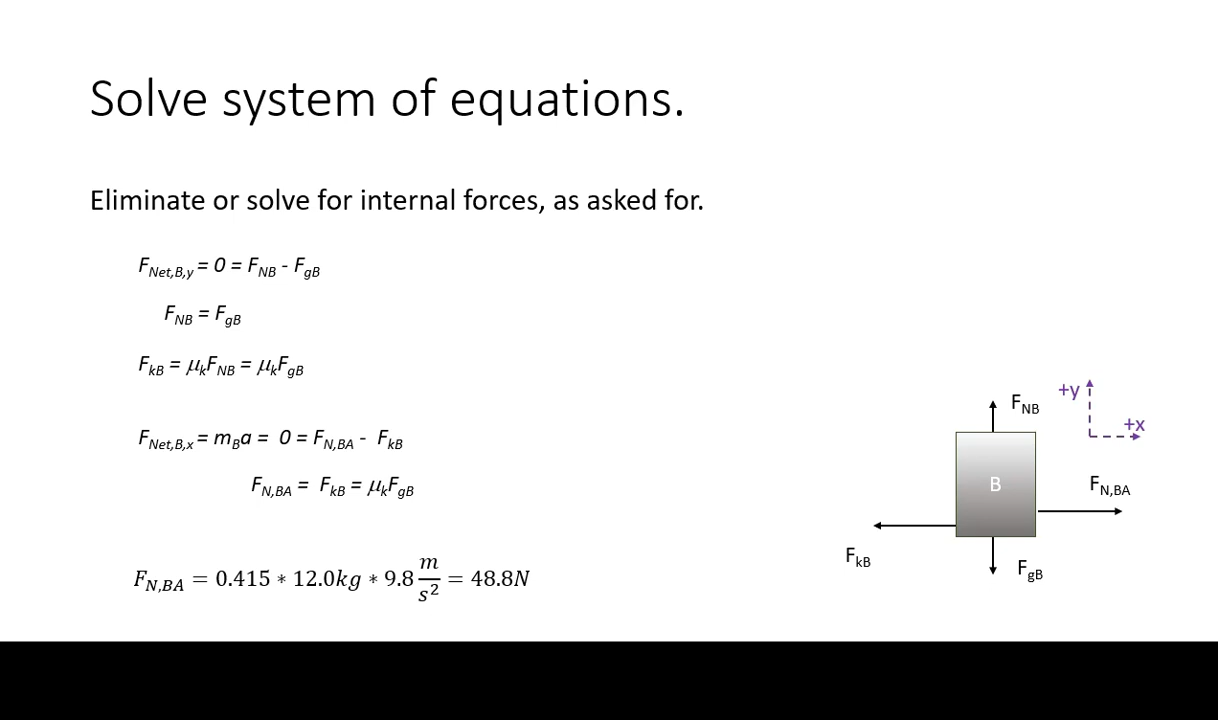 Solve system of equations.
Eliminate or solve for internal forces, as asked for.
F_Net,B,y = 0 = F_NB - F_gB
F_NB = F_gB
F_kB = μ_kF_NB = μ_kF_gB
F_Net,B,x = m_Ba = 0 = F_N,BA - F_kB
F_N,BA = F_kB = μ_kF_gB
F_N,BA = 0.415 * 12.0kg * 9.8 m/s² = 48.8N
+y
F_NB
+x
B
F_N,BA
F_kB
F_gB